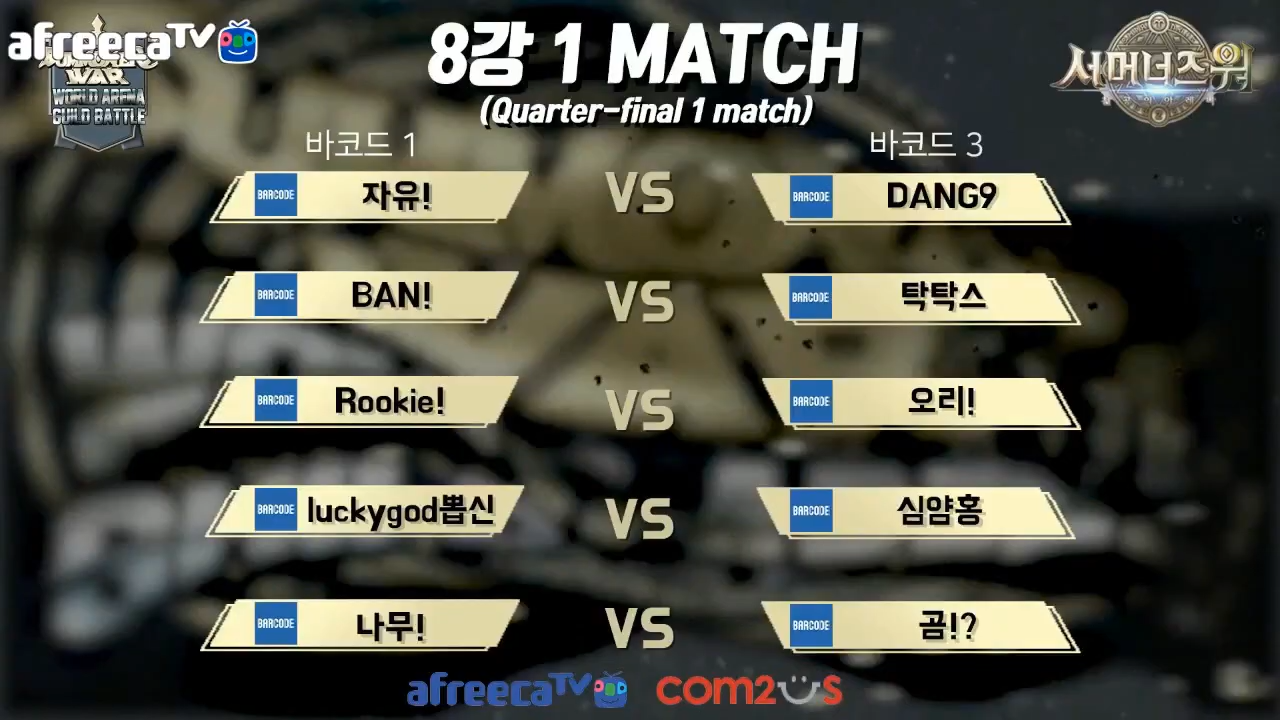 afreecaTV
WAR
WORLD ARENA
GUILD BATTLE
8강 1 MATCH
(Quarter-final 1 match)
서머너즈워
바코드 1
바코드 3
BARCODE 자유! VS BARCODE DANG9
BARCODE BAN! VS BARCODE 탁탁스
BARCODE Rookie! VS BARCODE 오리!
BARCODE luckygod뽑신 VS BARCODE 심얌홍
BARCODE 나무! VS BARCODE 곰!?
afreecaTV com2uS